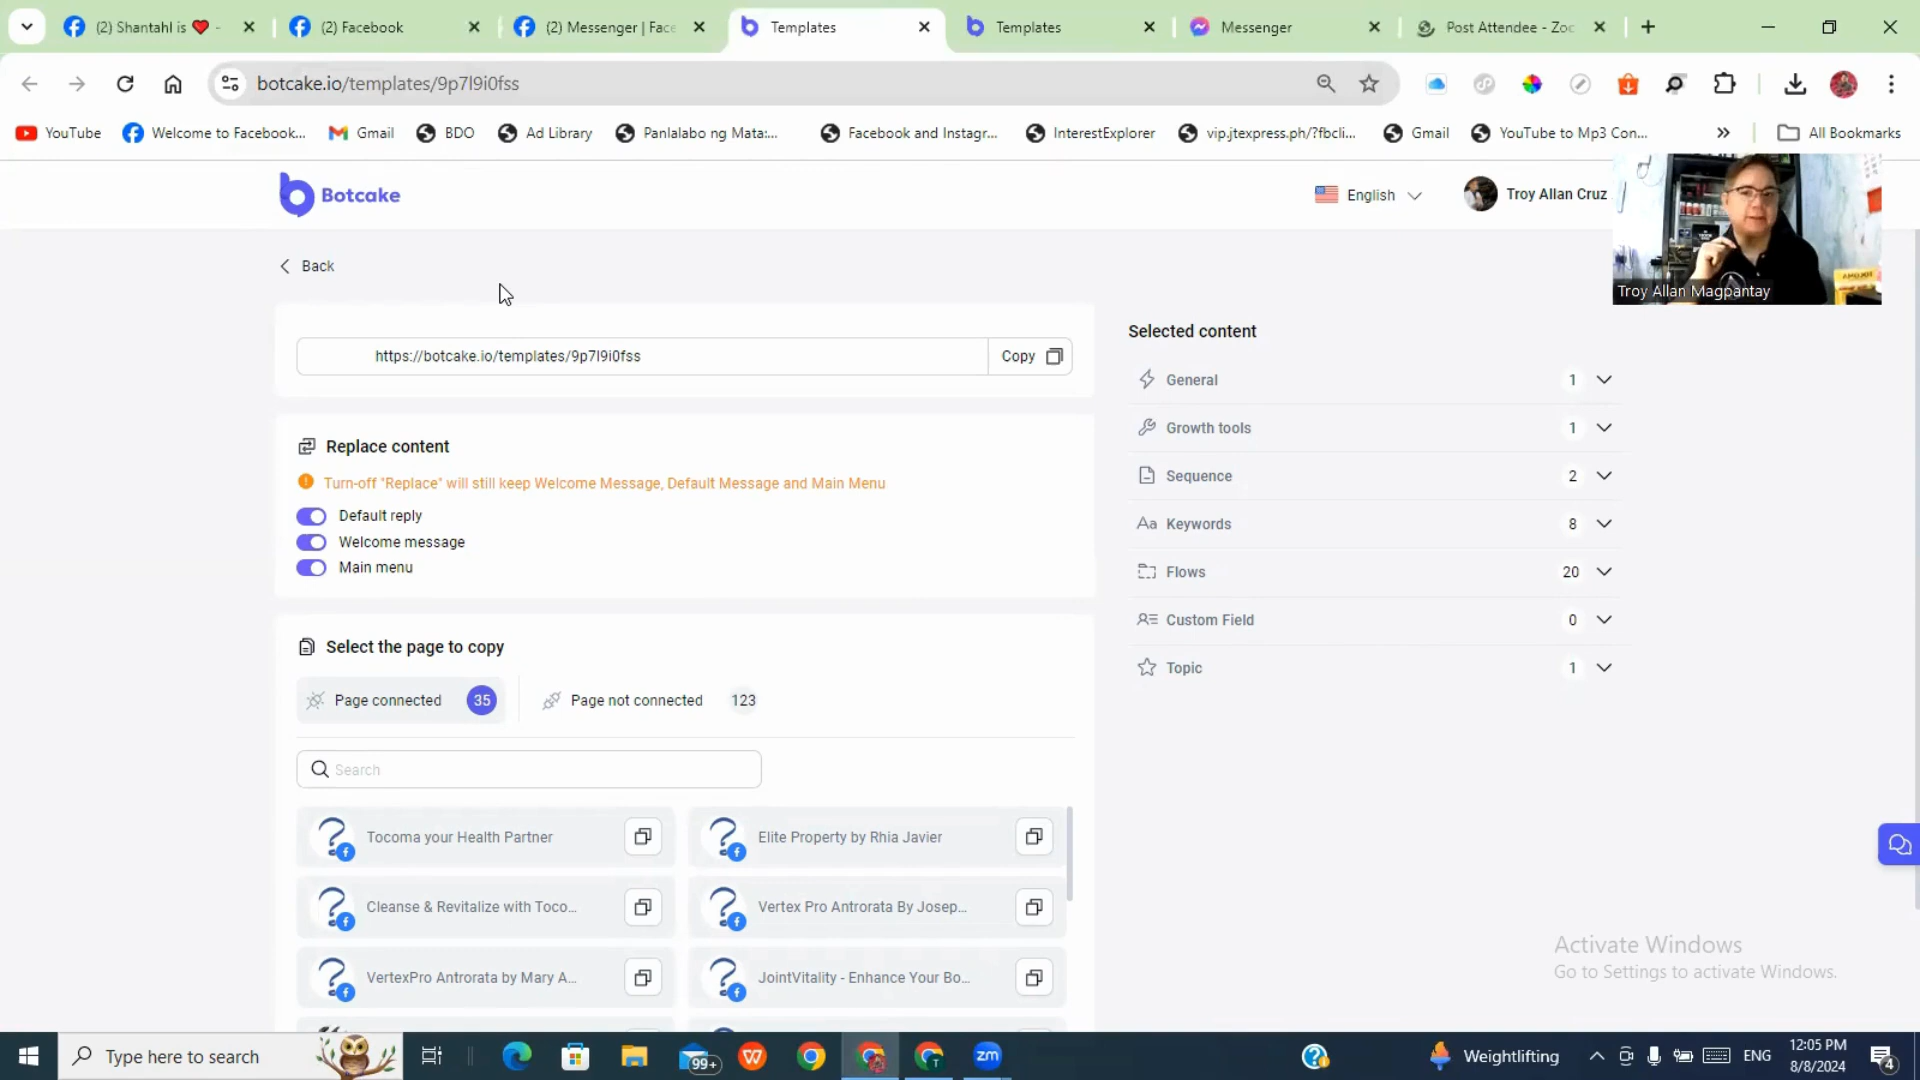 (2) Shantahl is ❤ -
(2) Facebook
(2) Messenger | Face
Templates
Templates
Messenger
Post Attendee - Zoo
botcake.io/templates/9p7l9i0fss
YouTube
Welcome to Facebook...
Gmail
BDO
Ad Library
Panlalabo ng Mata:...
Facebook and Instagr...
InterestExplorer
vip.jtexpress.ph/?fbcli...
Gmail
YouTube to Mp3 Con...
All Bookmarks
Botcake
English
Troy Allan Cruz
Troy Allan Magpantay
Back
https://botcake.io/templates/9p7l9i0fss
Copy
Replace content
Turn-off "Replace" will still keep Welcome Message, Default Message and Main Menu
Default reply
Welcome message
Main menu
Select the page to copy
Page connected 35
Page not connected 123
Search
Tocoma your Health Partner
Elite Property by Rhia Javier
Cleanse & Revitalize with Toco...
Vertex Pro Antrorata By Josep...
VertexPro Antrorata by Mary A...
JointVitality - Enhance Your Bo...
Selected content
General 1
Growth tools 1
Sequence 2
Aa Keywords 8
Flows 20
Custom Field 0
Topic 1
Activate Windows
Go to Settings to activate Windows.
Type here to search
99+
W
zm
Weightlifting
ENG
12:05 PM
8/8/2024
4